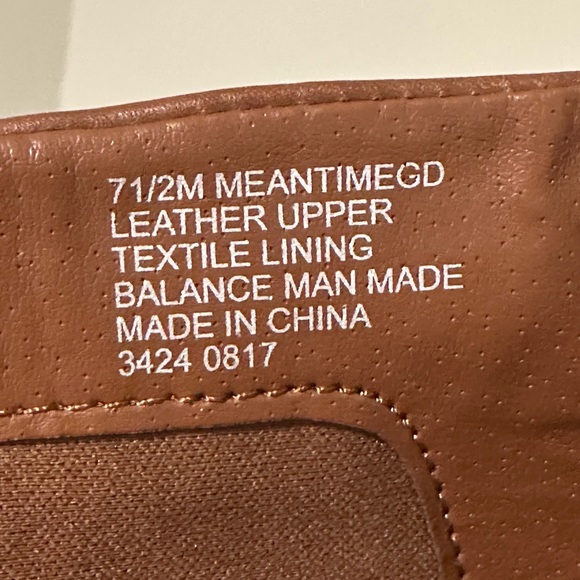 71/2M MEANTIMEGD
LEATHER UPPER
TEXTILE LINING
BALANCE MAN MADE
MADE IN CHINA
3424 0817